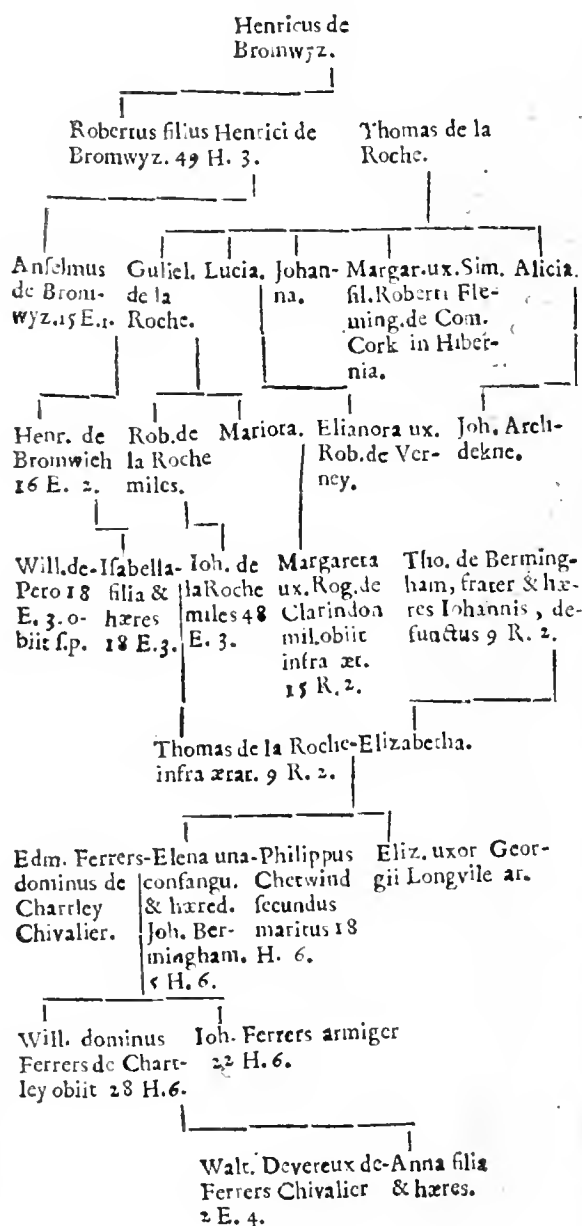 Henricus de
Bromwyz.
Robertus filius Henrici de
Bromwyz. 49 H. 3.
Thomas de la
Roche.
Anselmus
de Brom-
wyz. 15 E. 1.
Guliel.
de la
Roche.
Lucia.
Johan-
na.
Margar. ux. Sim.
fil. Roberti Fle-
ming. de Com.
Cork in Hiber-
nia.
Alicia.
Henr. de
Bromwich
16 E. 2.
Rob. de
la Roche
miles.
Mariota.
Elianora ux.
Rob. de Ver-
ney.
Joh. Arch-
dekne.
Will. de-Isabella-
Pero 18 filia &
E. 3. o- hæres
biit s.p. 18 E. 3.
Ioh. de
la Roche
miles 48
E. 3.
Margareta
ux. Rog. de
Clarindon
mil. obiit
infra æt.
15 R. 2.
Tho. de Berming-
ham, frater & hæ-
res Iohannis, de-
functus 9 R. 2.
Thomas de la Roche-Elizabetha.
infra ætat. 9 R. 2.
Edm. Ferrers-Elena una-Philippus
dominus de consangu. Chetwind
Chartley & hæred. secundus
Chivalier. Joh. Ber- maritus 18
mingham. H. 6.
5 H. 6.
Eliz. uxor Geor-
gii Longvile ar.
Will. dominus
Ferrers de Chart-
ley obiit 28 H. 6.
Ioh. Ferrers armiger
22 H. 6.
Walt. Devereux de-Anna filia
Ferrers Chivalier & hæres.
2 E. 4.